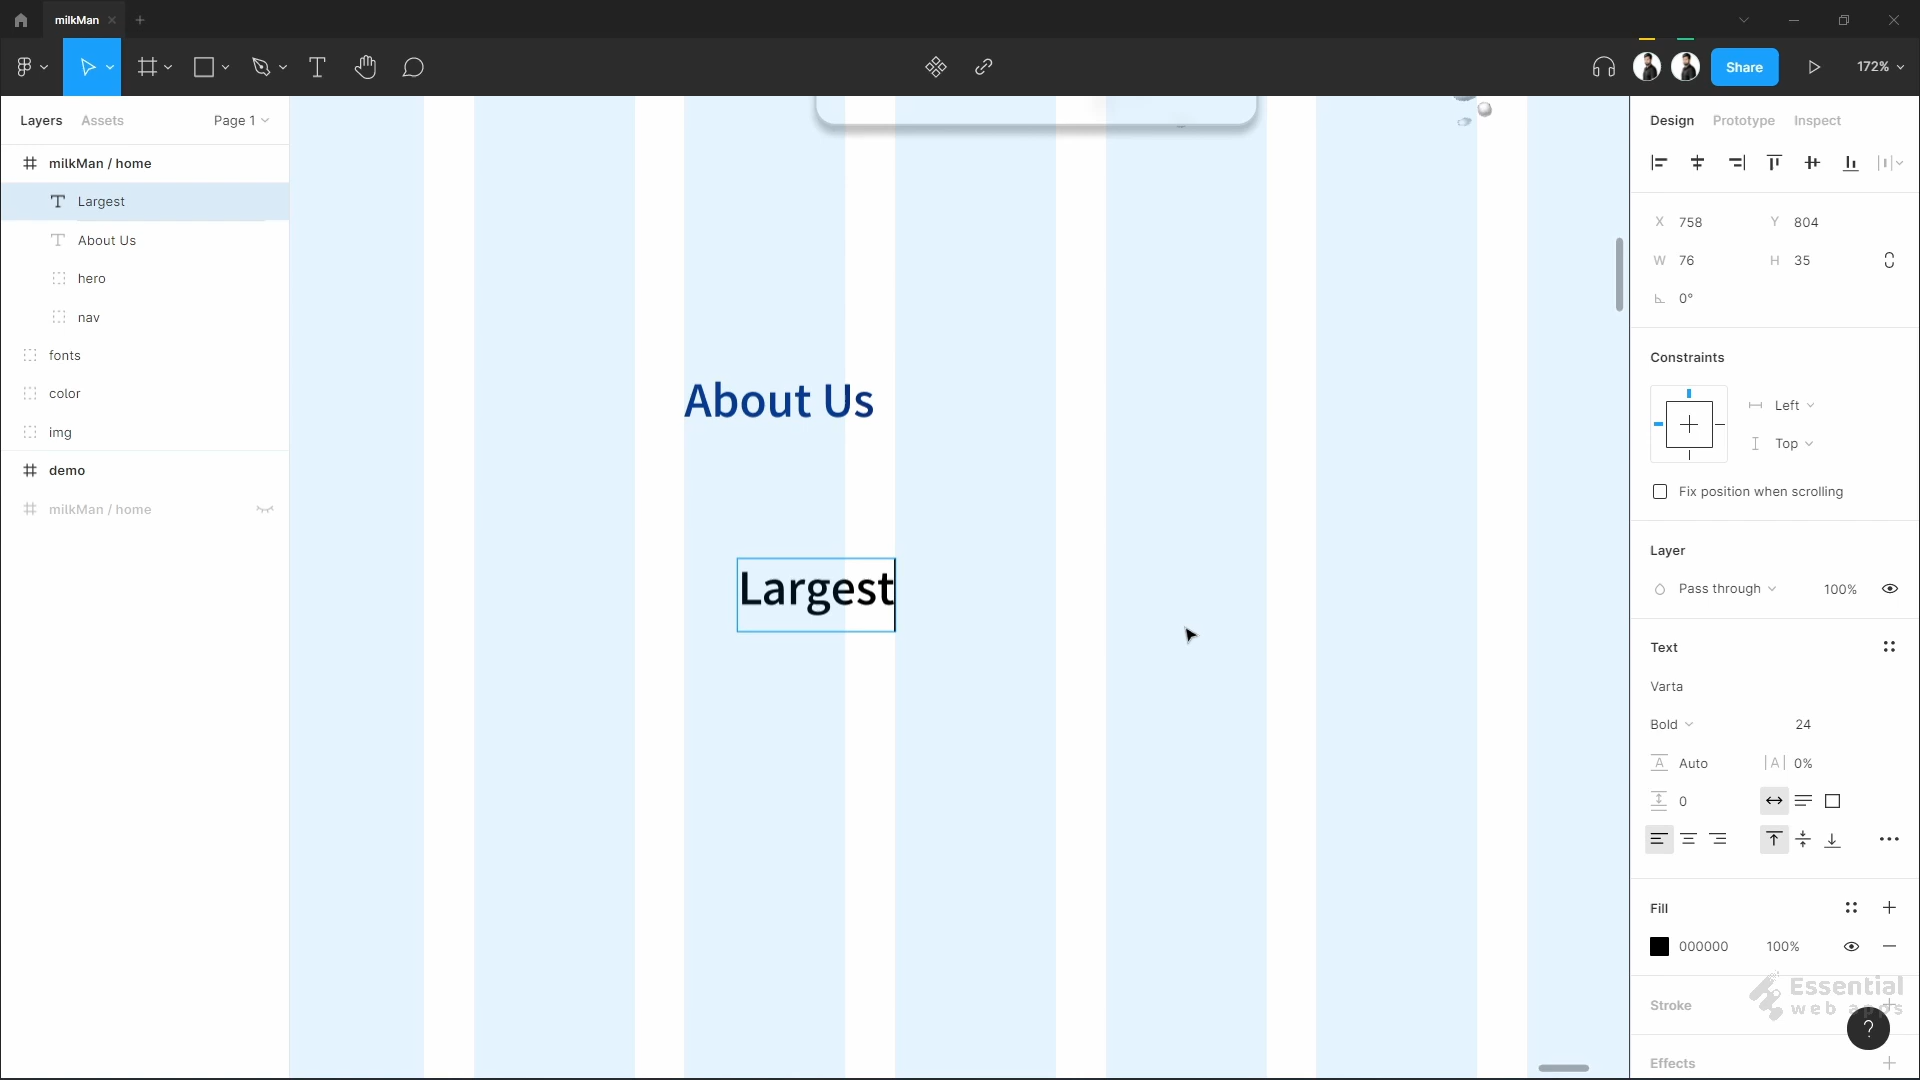 milkMan
Share
172%
Layers Assets Page 1
milkMan / home
Largest
About Us
hero
nav
fonts
color
img
demo
milkMan / home
About Us
Largest
Design Prototype Inspect
X 758 Y 804
W 76 H 35
0°
Constraints
Left
Top
Fix position when scrolling
Layer
Pass through 100%
Text
Varta
Bold 24
A Auto |A| 0%
0
Fill
000000 100%
Essential
web apps
Stroke
?
Effects